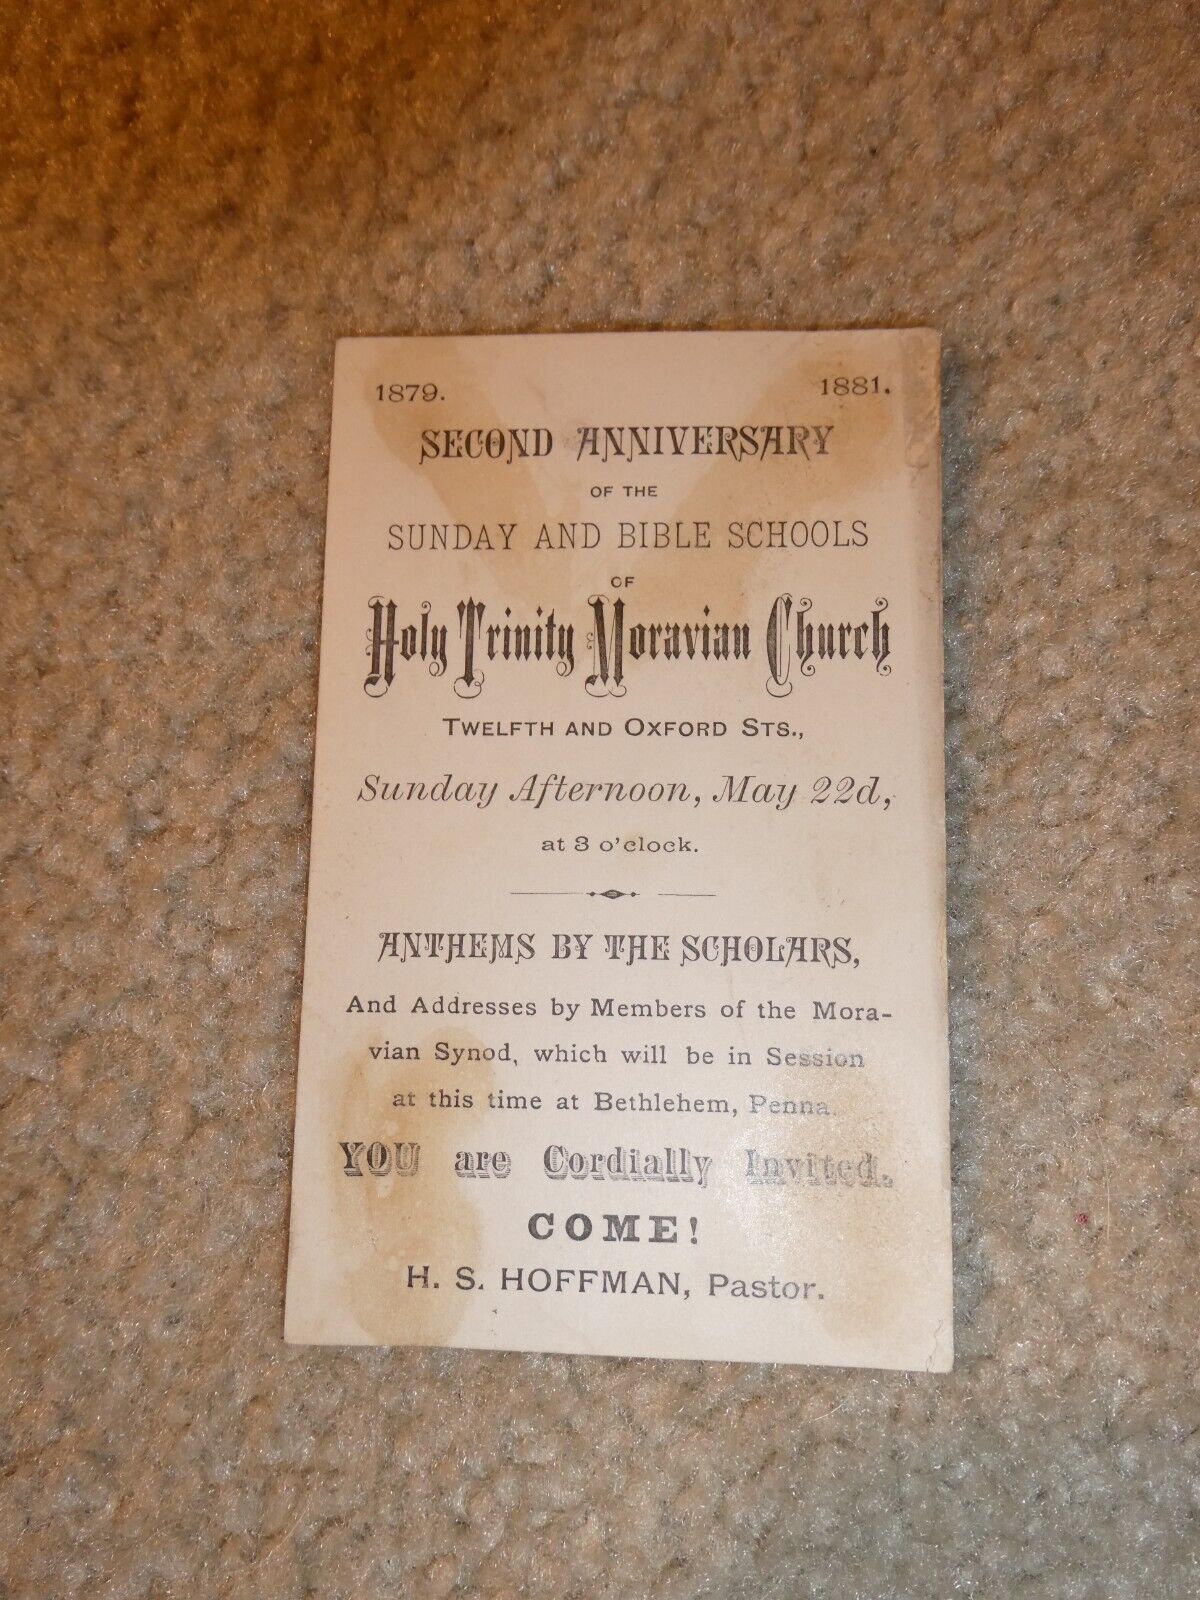 1879. 1881.
SECOND ANNIVERSARY
OF THE
SUNDAY AND BIBLE SCHOOLS
OF
Holy Trinity Moravian Church
TWELFTH AND OXFORD STS.,
Sunday Afternoon, May 22d,
at 3 o'clock.
ANTHEMS BY THE SCHOLARS,
And Addresses by Members of the Mora-
vian Synod, which will be in Session
at this time at Bethlehem, Penna.
YOU are Cordially Invited.
COME!
H. S. HOFFMAN, Pastor.